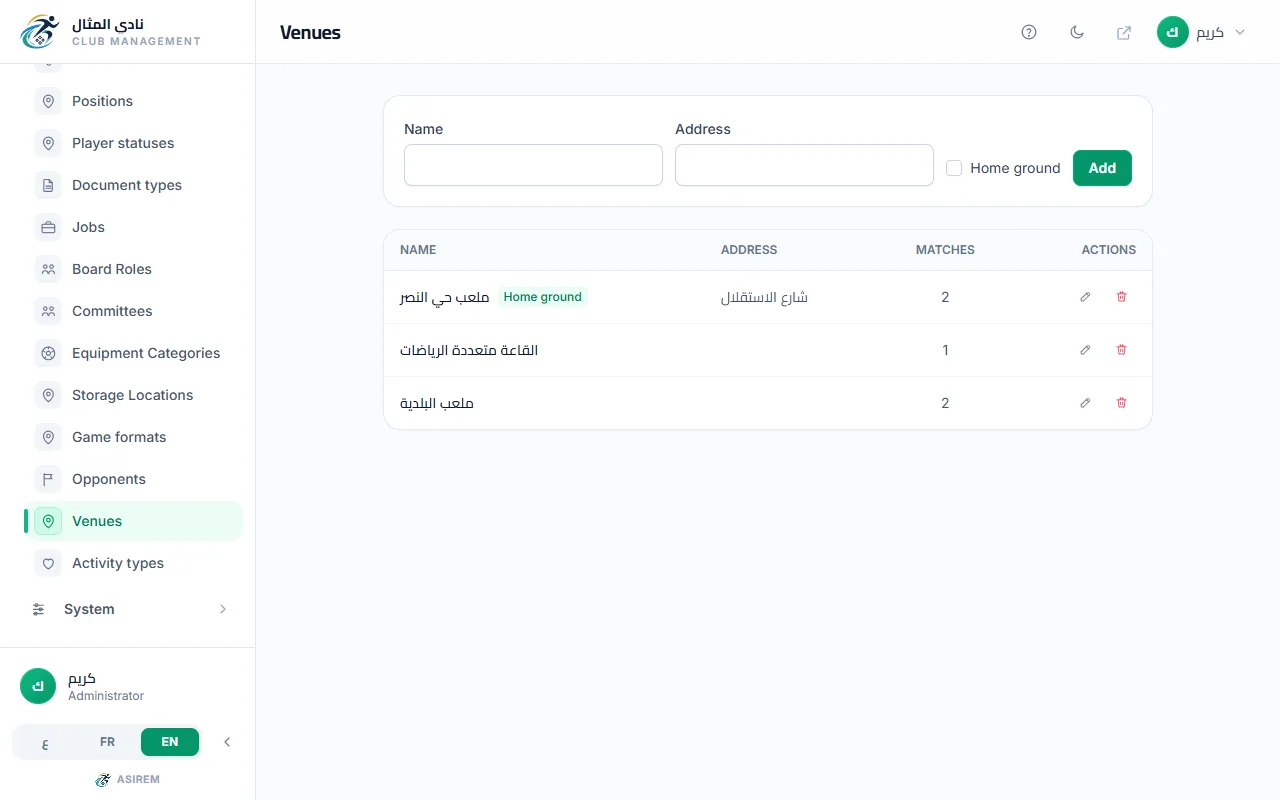 نادي المثال
CLUB MANAGEMENT
Positions
Player statuses
Document types
Jobs
Board Roles
Committees
Equipment Categories
Storage Locations
Game formats
Opponents
Venues
Activity types
System
كريم
Administrator
ع FR EN
ASIREM
Venues
ك كريم
Name Address
Home ground Add
NAME ADDRESS MATCHES ACTIONS
ملعب حي النصر Home ground شارع الاستقلال 2
القاعة متعددة الرياضات 1
ملعب البلدية 2